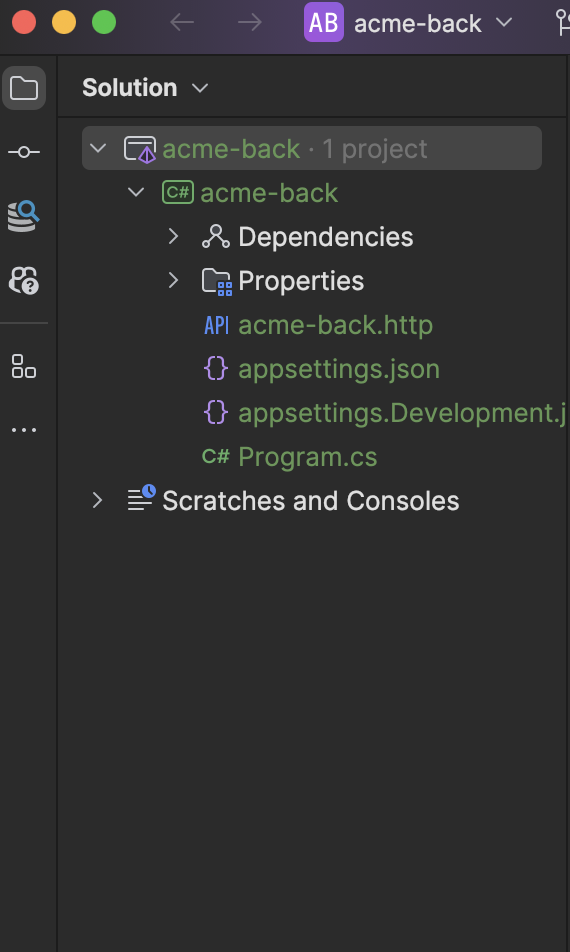 AB acme-back
Solution
acme-back · 1 project
C# acme-back
Dependencies
Properties
API acme-back.http
{} appsettings.json
{} appsettings.Development.j
C# Program.cs
Scratches and Consoles